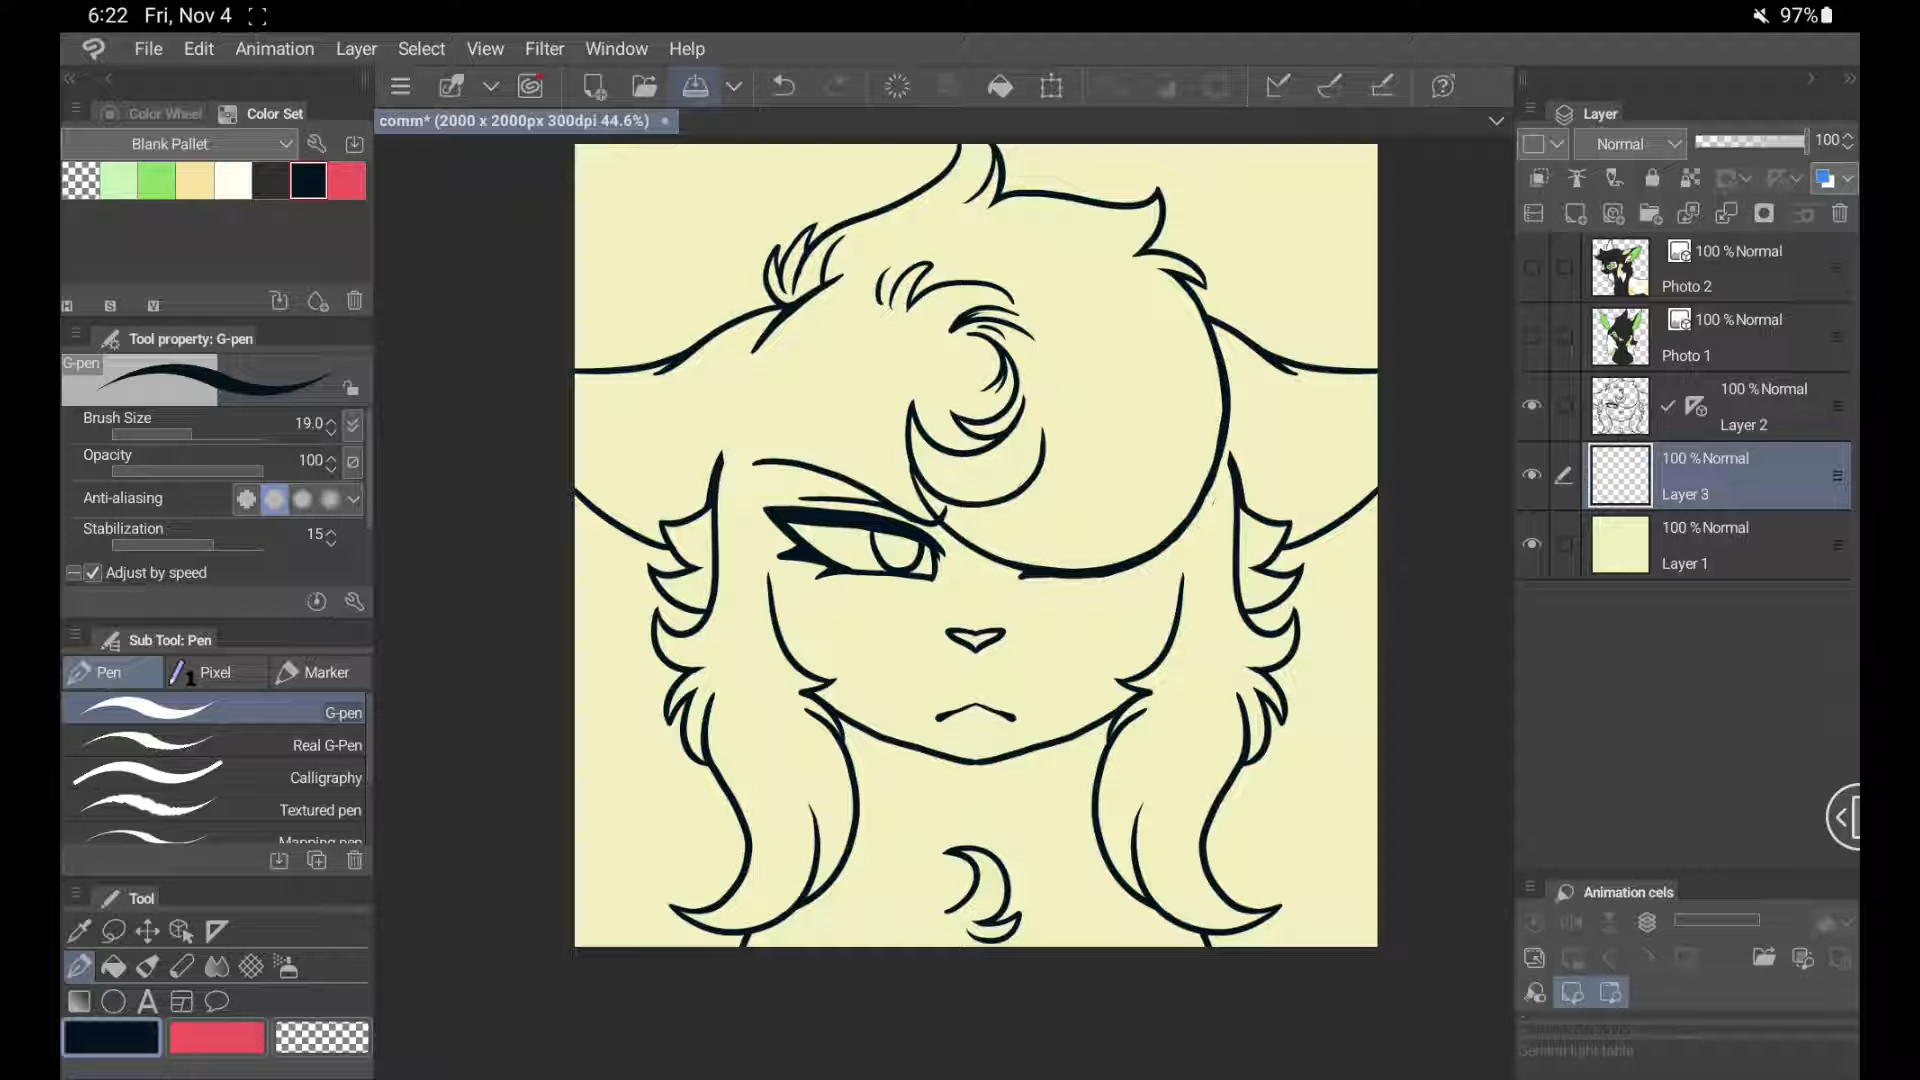 6:22 Fri, Nov 4
97%
File Edit Animation Layer Select View Filter Window Help
Color Wheel Color Set
Blank Pallet
comm* (2000 x 2000px 300dpi 44.6%)
H S V
Tool property: G-pen
G-pen
Brush Size 19.0
Opacity 100
Anti-aliasing
Stabilization 15
Adjust by speed
Sub Tool: Pen
Pen 1 Pixel Marker
G-pen
Real G-Pen
Calligraphy
Textured pen
Mapping pen
Tool
A
Layer
Normal 100
100 % Normal
Photo 2
100 % Normal
Photo 1
100 % Normal
Layer 2
100 % Normal
Layer 3
100 % Normal
Layer 1
Animation cels